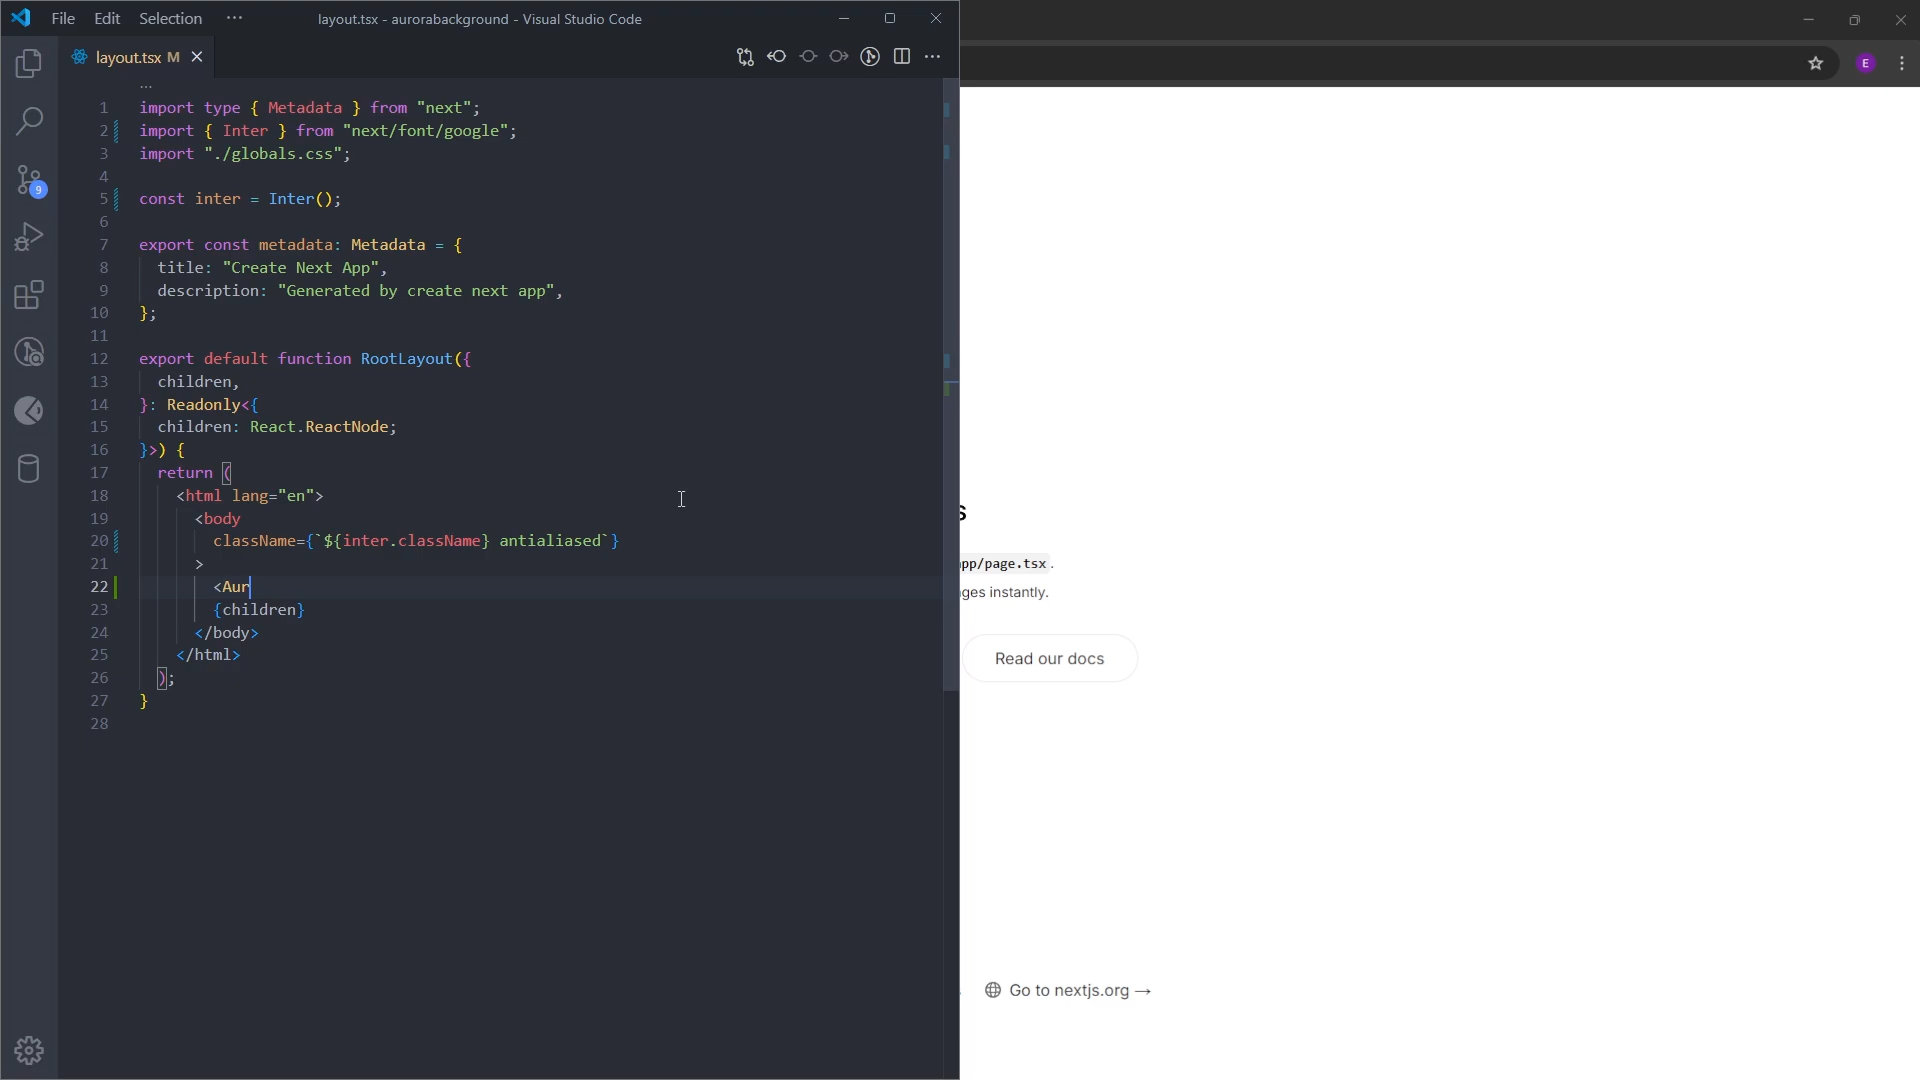 File Edit Selection ··· layout.tsx - aurorabackground - Visual Studio Code
layout.tsx M
E
9
...
1 import type { Metadata } from "next";
2 import { Inter } from "next/font/google";
3 import "./globals.css";
4
5 const inter = Inter();
6
7 export const metadata: Metadata = {
8 title: "Create Next App",
9 description: "Generated by create next app",
10 };
11
12 export default function RootLayout({
13 children,
14 }: Readonly<{
15 children: React.ReactNode;
16 }>) {
17 return (
18 <html lang="en">
19 <body
20 className={`${inter.className} antialiased`}
21 >
22 <Aur
23 {children}
24 </body>
25 </html>
26 );
27 }
28
s
app/page.tsx.
ges instantly.
Read our docs
Go to nextjs.org →